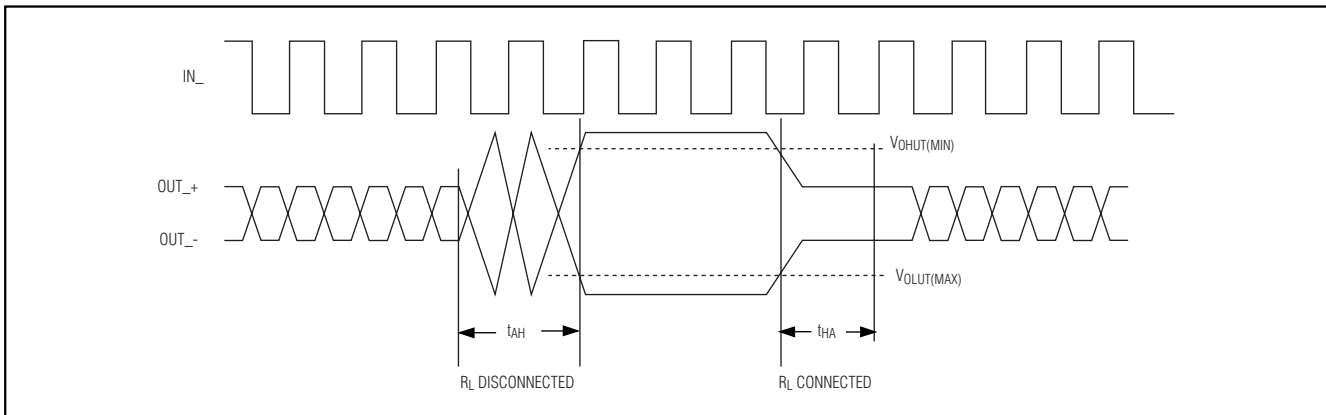 IN_
VOHUT(MIN)
OUT_+
OUT_-
VOLUT(MAX)
tAH
tHA
RL DISCONNECTED
RL CONNECTED